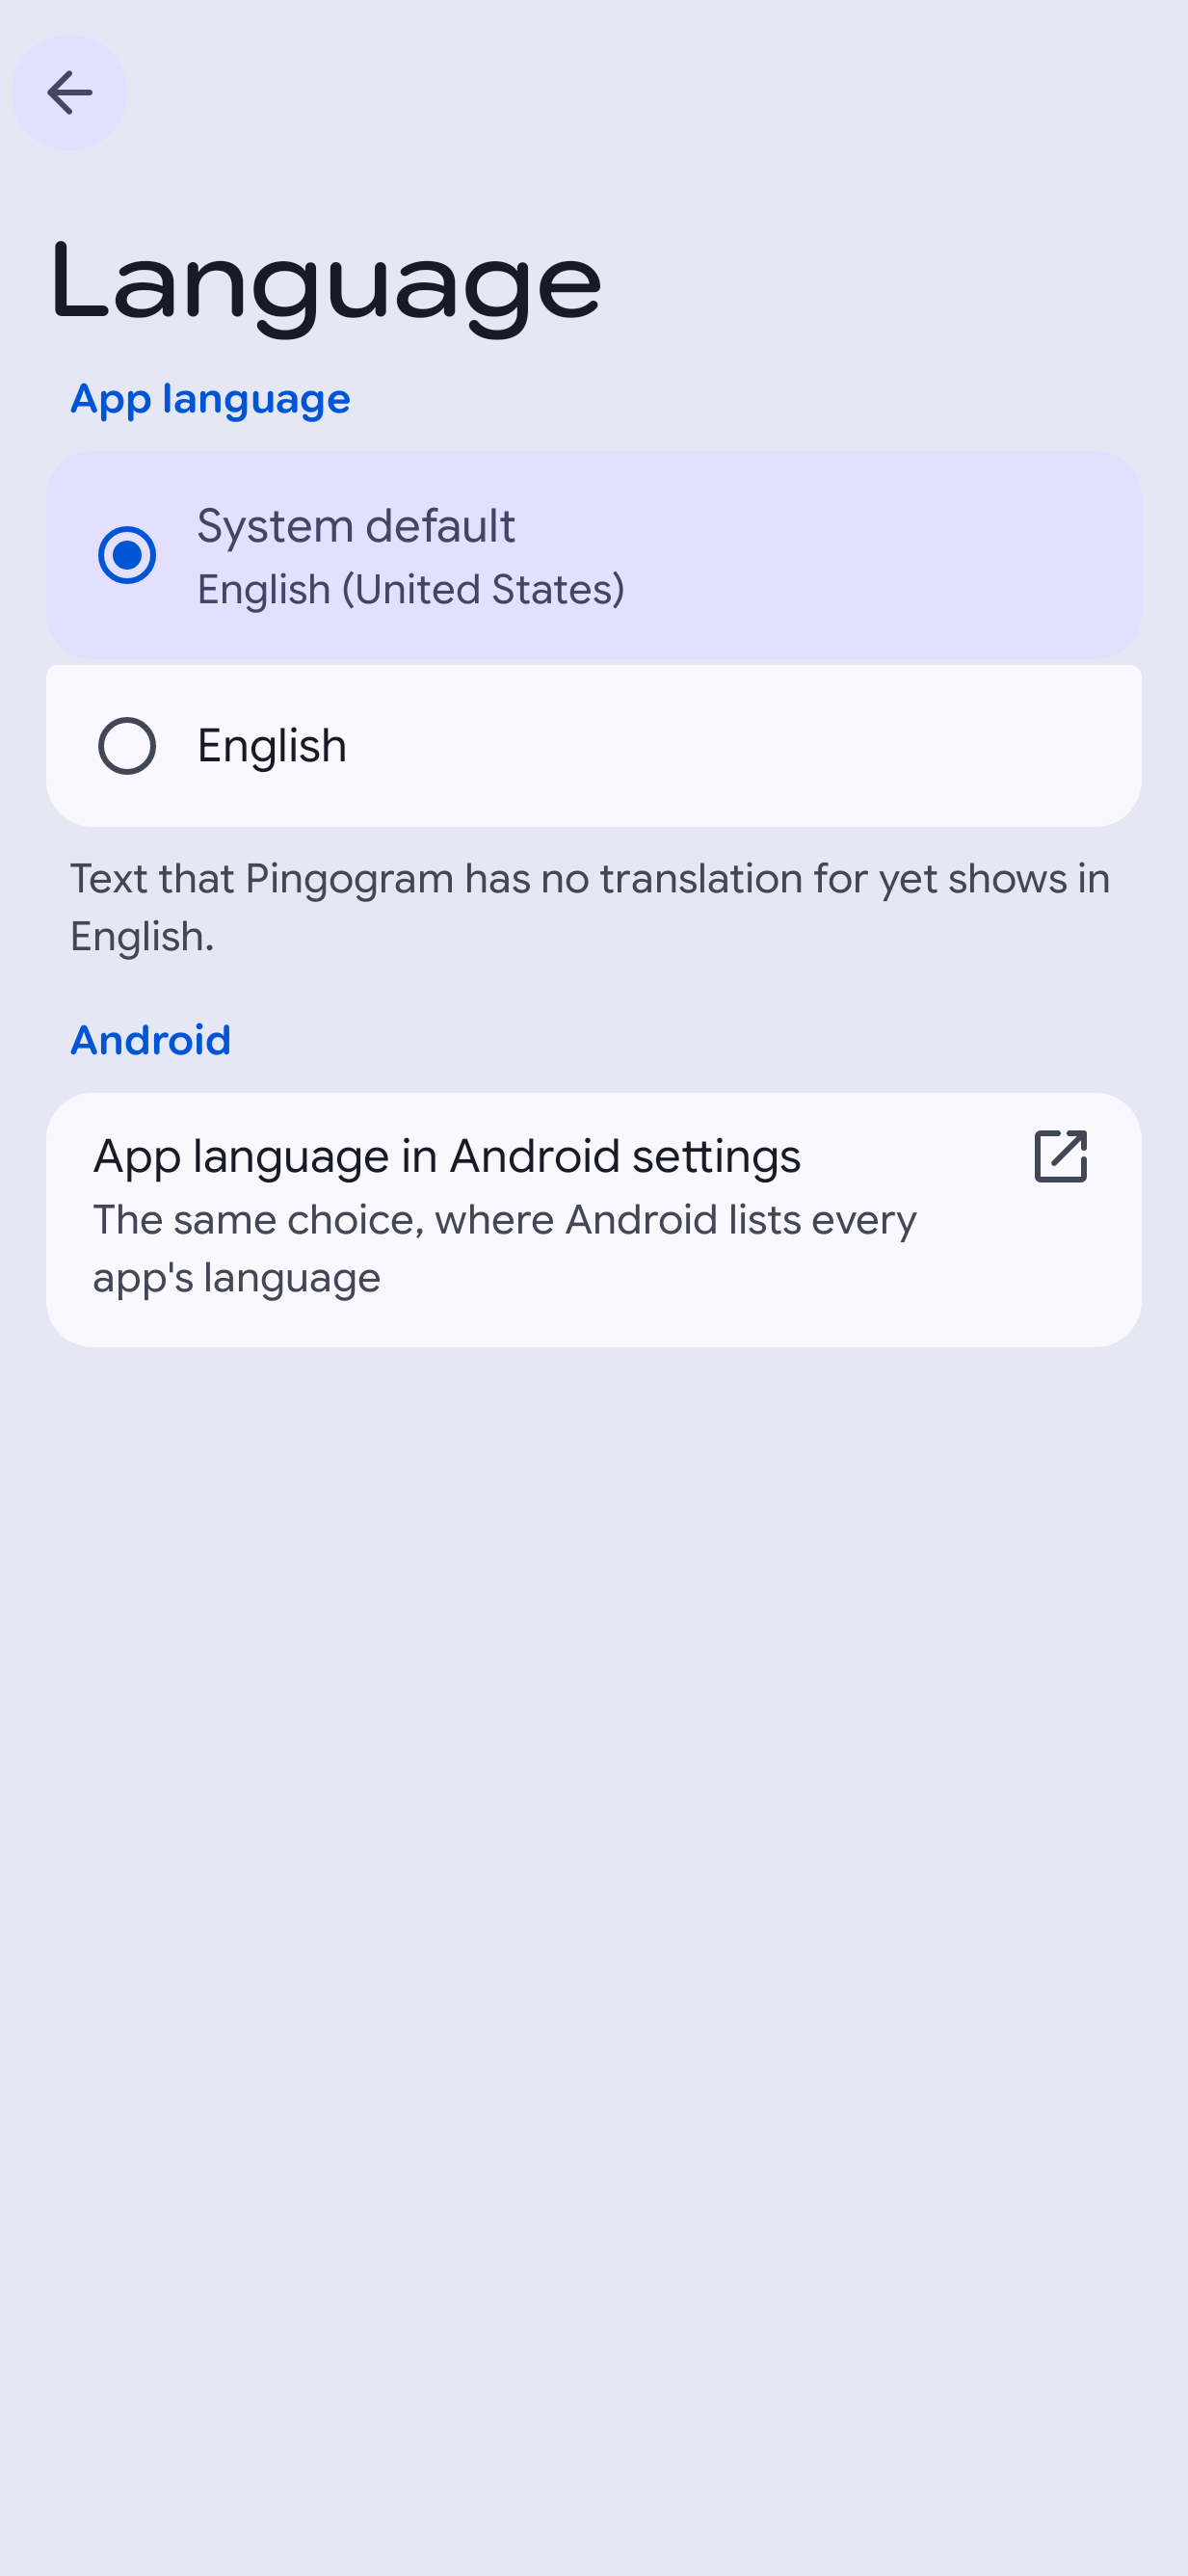 Language
App language
System default
English (United States)
English
Text that Pingogram has no translation for yet shows in
English.
Android
App language in Android settings
The same choice, where Android lists every
app's language